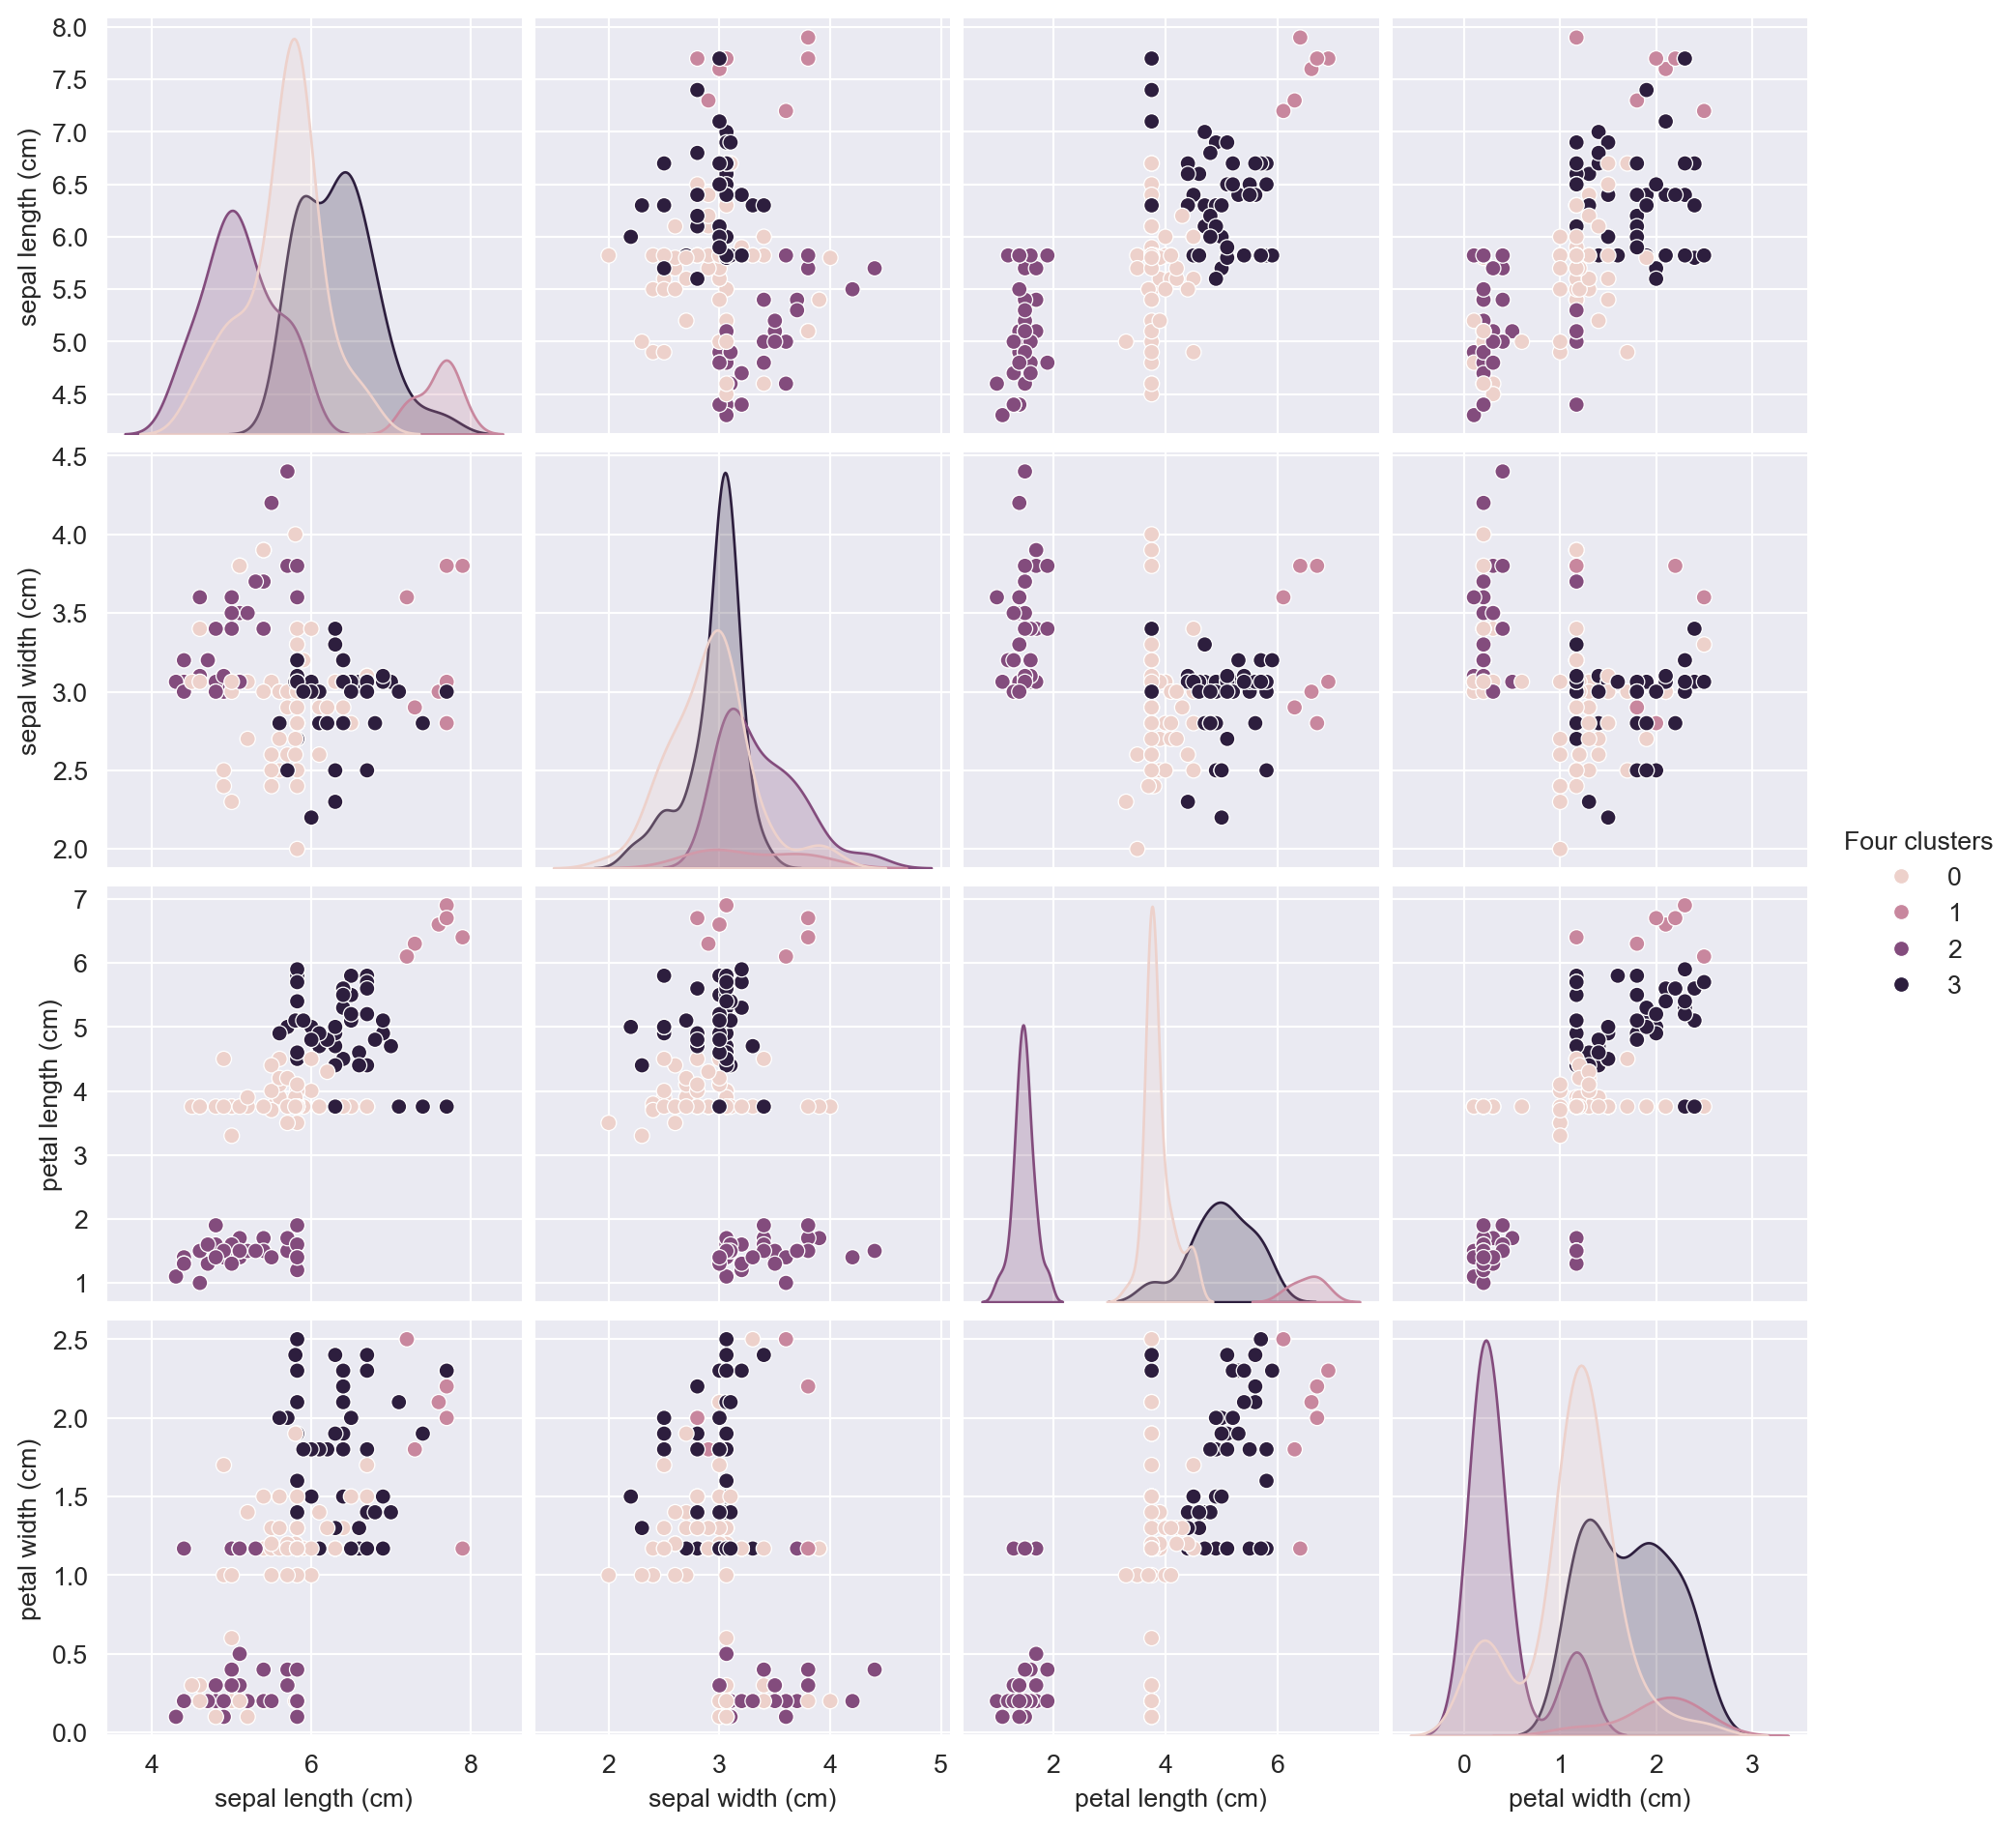 8.0
7.5
7.0
6.5
6.0
5.5
5.0
4.5
sepal length (cm)
4.5
4.0
3.5
3.0
2.5
2.0
sepal width (cm)
7
6
5
4
3
2
1
petal length (cm)
2.5
2.0
1.5
1.0
0.5
0.0
petal width (cm)
4 6 8
2 3 4 5
2 4 6
0 1 2 3
sepal length (cm)
sepal width (cm)
petal length (cm)
petal width (cm)
Four clusters
0
1
2
3